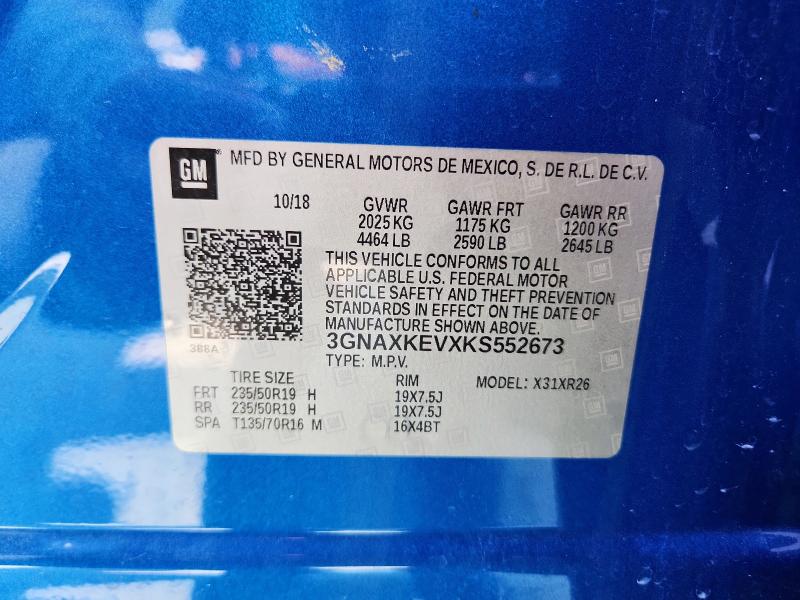 GM MFD BY GENERAL MOTORS DE MEXICO, S. DE R.L. DE C.V.
10/18 GVWR GAWR FRT GAWR RR
2025 KG 1175 KG 1200 KG
4464 LB 2590 LB 2645 LB
THIS VEHICLE CONFORMS TO ALL
APPLICABLE U.S. FEDERAL MOTOR
VEHICLE SAFETY AND THEFT PREVENTION
STANDARDS IN EFFECT ON THE DATE OF
MANUFACTURE SHOWN ABOVE.
388A 3GNAXKEVXKS552673
TYPE: M.P.V.
TIRE SIZE RIM MODEL: X31XR26
FRT 235/50R19 H 19X7.5J
RR 235/50R19 H 19X7.5J
SPA T135/70R16 M 16X4BT